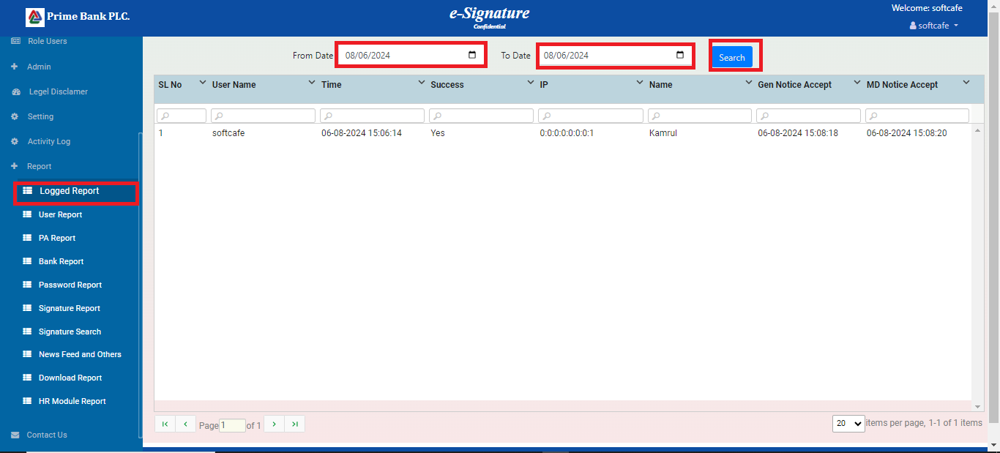 Prime Bank PLC.
e-Signature
Confidential
Welcome: softcafe
softcafe
Role Users
Admin
Legel Disclamer
Setting
Activity Log
Report
Logged Report
User Report
PA Report
Bank Report
Password Report
Signature Report
Signature Search
News Feed and Others
Download Report
HR Module Report
Contact Us
From Date 08/06/2024 To Date 08/06/2024 Search
SL No User Name Time Success IP Name Gen Notice Accept MD Notice Accept
1 softcafe 06-08-2024 15:06:14 Yes 0:0:0:0:0:0:0:1 Kamrul 06-08-2024 15:08:18 06-08-2024 15:08:20
Page 1 of 1 20 items per page, 1-1 of 1 items